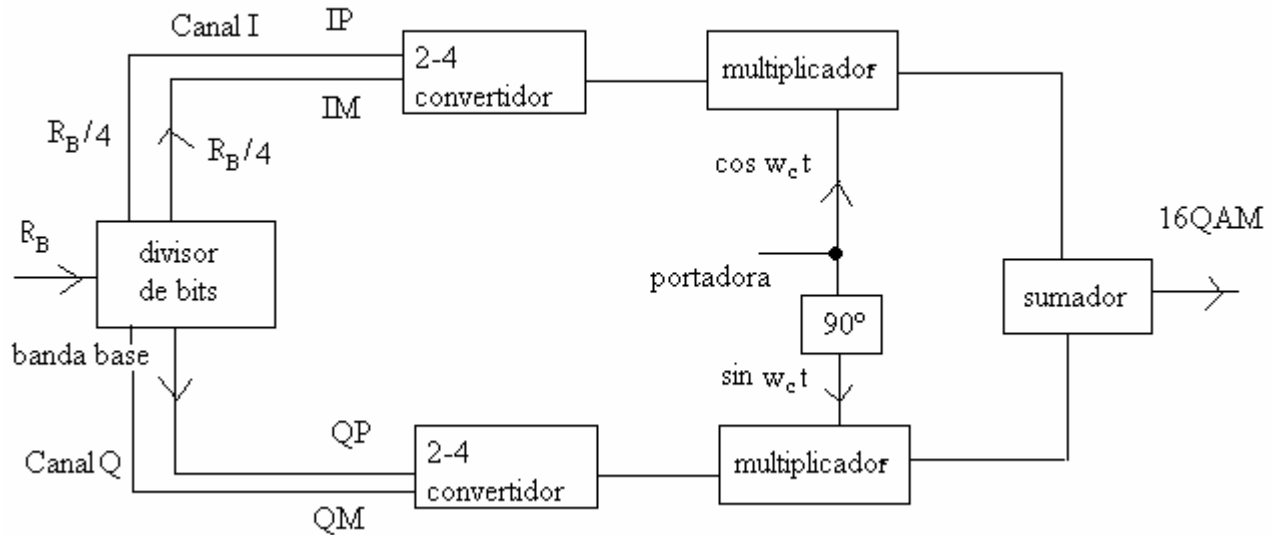 Canal I
IP
2-4
convertidor
multiplicador
IM
R_B/4
R_B/4
cos w_c t
16QAM
R_B
divisor
de bits
portadora
sumador
90º
banda base
sin w_c t
QP
2-4
convertidor
multiplicador
Canal Q
QM